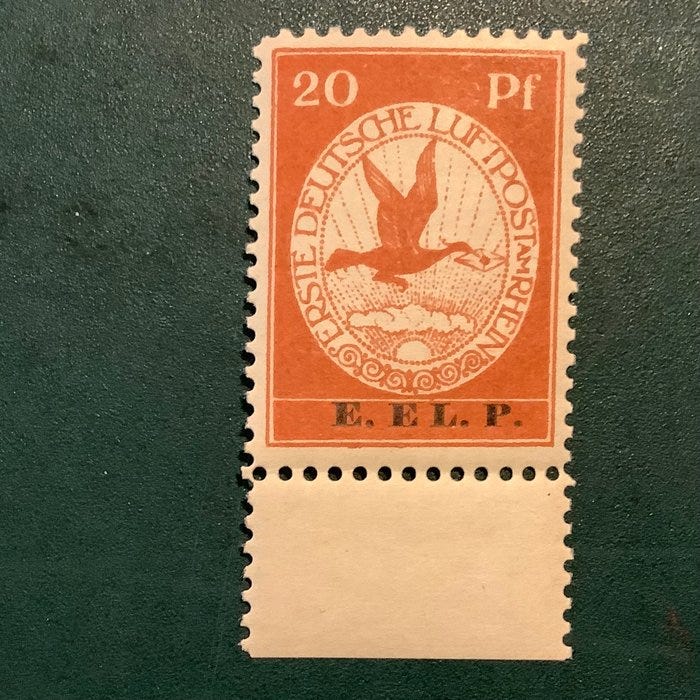 20 Pf
ERSTE DEUTSCHE LUFTPOST AM RHEIN
E. EL. P.